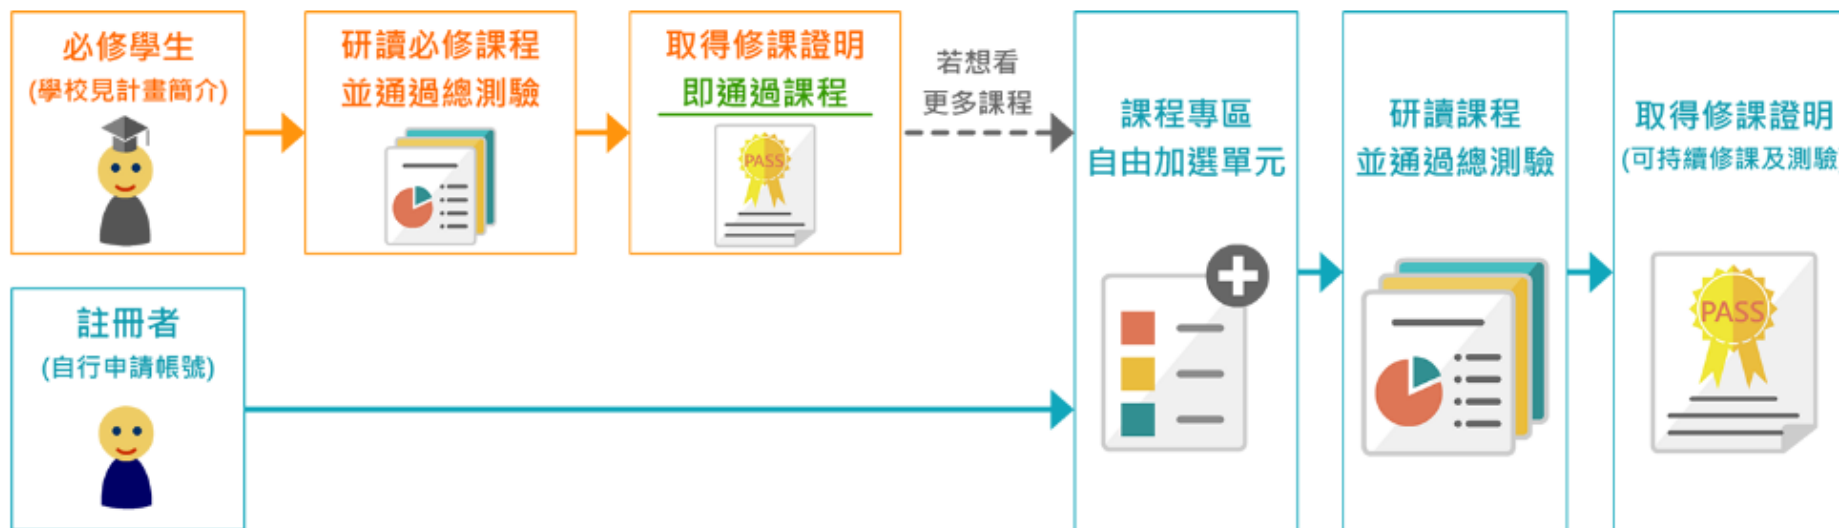 必修學生
(學校見計畫簡介)
研讀必修課程
並通過總測驗
取得修課證明
即通過課程
PASS
若想看
更多課程
註冊者
(自行申請帳號)
課程專區
自由加選單元
研讀課程
並通過總測驗
取得修課證明
(可持續修課及測驗
PASS